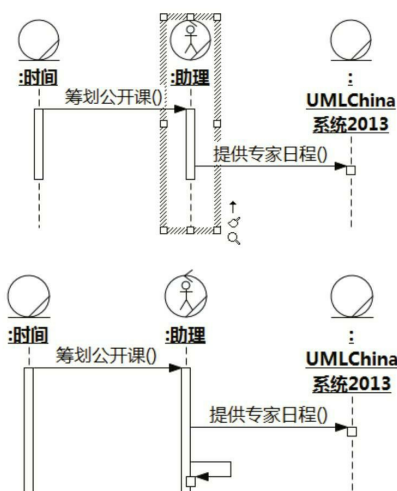 :时间
:助理
:
UMLChina
系统2013
筹划公开课()
提供专家日程()
:时间
:助理
:
UMLChina
系统2013
筹划公开课()
提供专家日程()